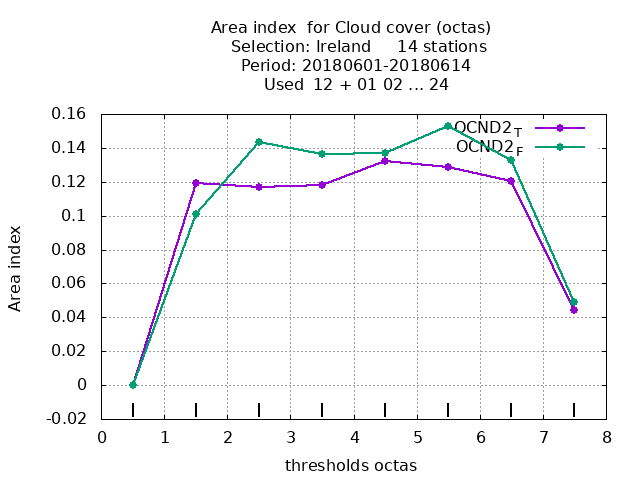 Area index  for Cloud cover (octas)
Selection: Ireland     14 stations
Period: 20180601-20180614
Used  12 + 01 02 ... 24
OCND2T
OCND2F
0.16
0.14
0.12
0.1
0.08
0.06
0.04
0.02
0
-0.02
Area index
0 1 2 3 4 5 6 7 8
thresholds octas